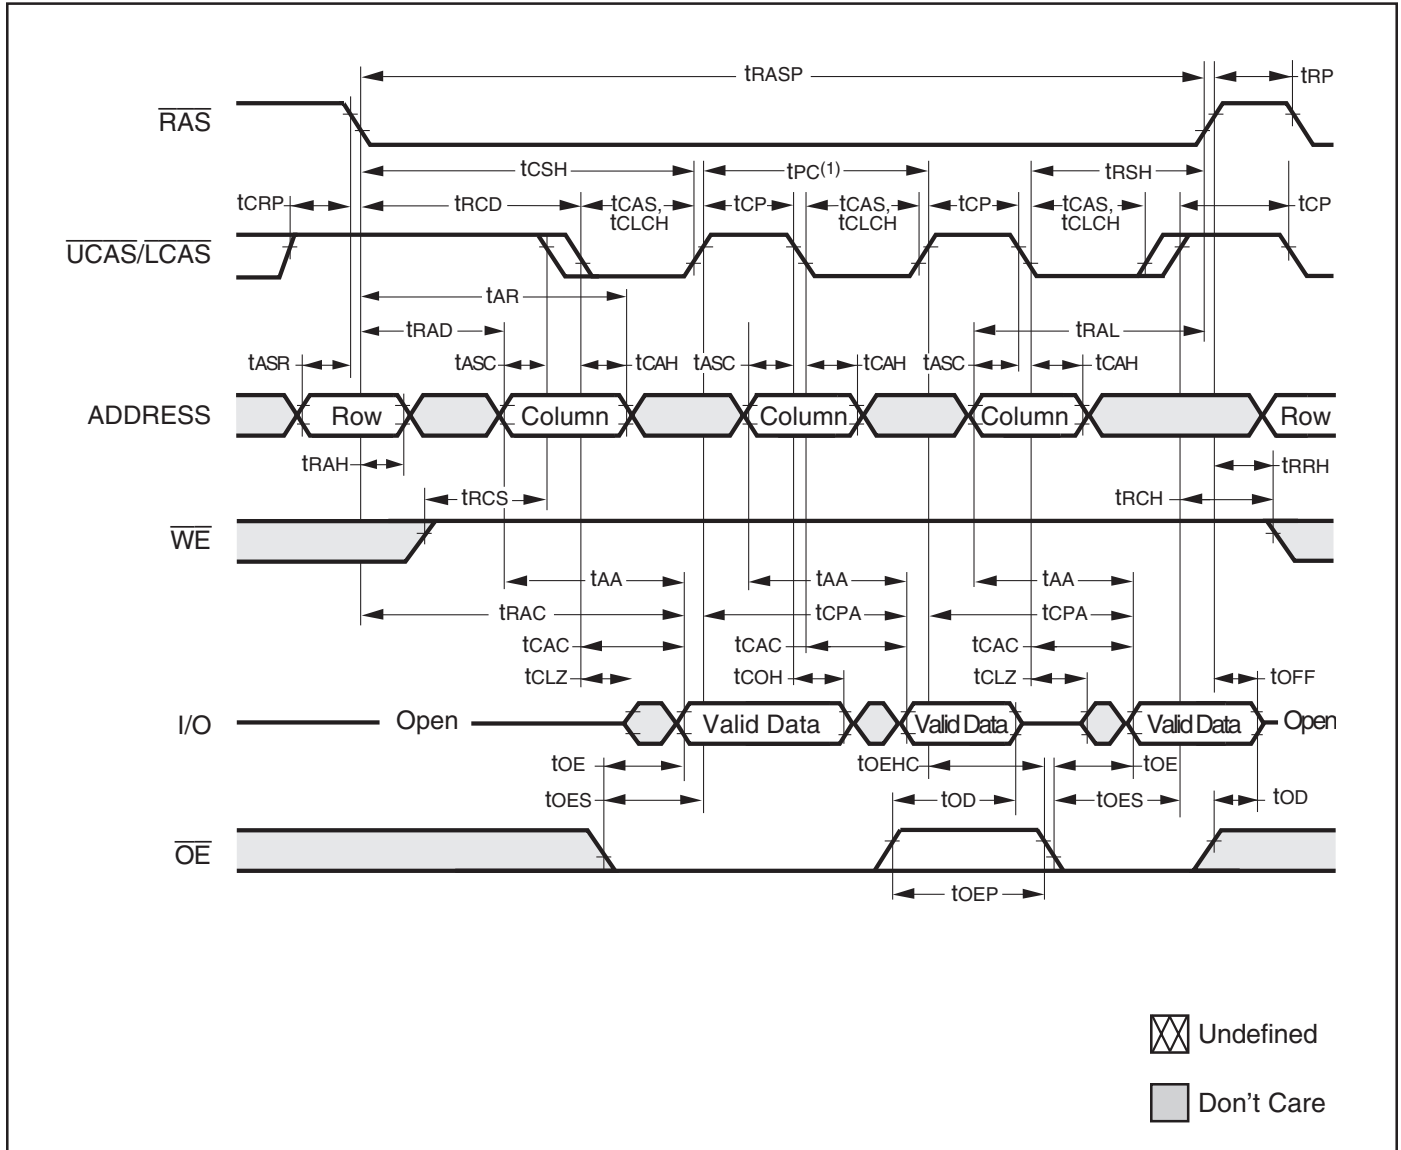 tRASP tRP
RAS
tCSH tPC(1) tRSH
tCRP tRCD tCAS, tCP tCAS, tCP tCAS, tCP
tCLCH tCLCH tCLCH
UCAS/LCAS
tAR
tRAD tRAL
tASR tASC tCAH tASC tCAH tASC tCAH
ADDRESS Row Column Column Column Row
tRAH tRRH
tRCS tRCH
WE
tAA tAA tAA
tRAC tCPA tCPA
tCAC tCAC tCAC
tCLZ tCOH tCLZ tOFF
I/O Open Valid Data Valid Data Valid Data Open
tOE tOEHC tOE
tOES tOD tOES tOD
OE
tOEP
Undefined
Don't Care